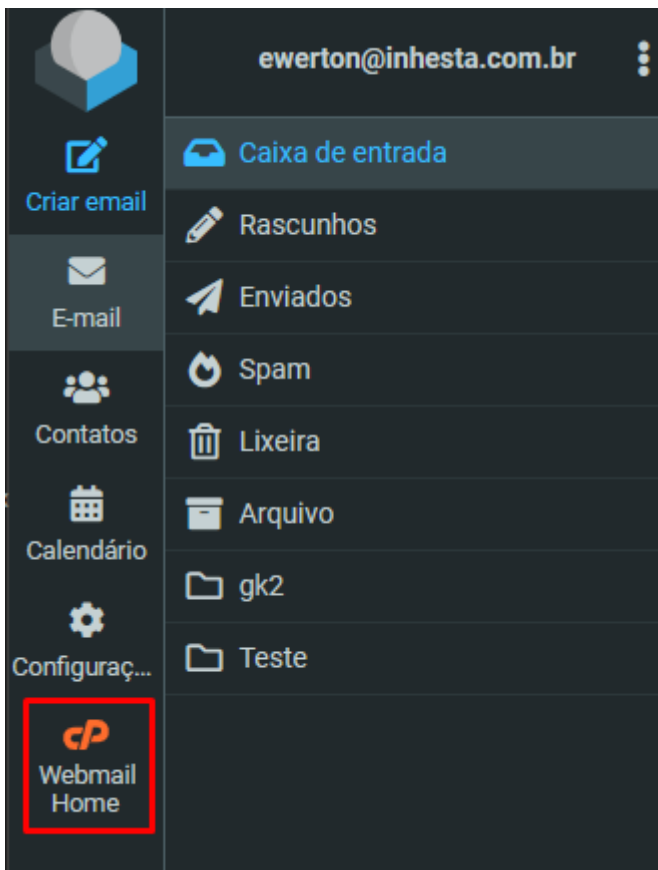 ewerton@inhesta.com.br
Criar email
E-mail
Contatos
Calendário
Configuraç...
cP
Webmail
Home
Caixa de entrada
Rascunhos
Enviados
Spam
Lixeira
Arquivo
gk2
Teste